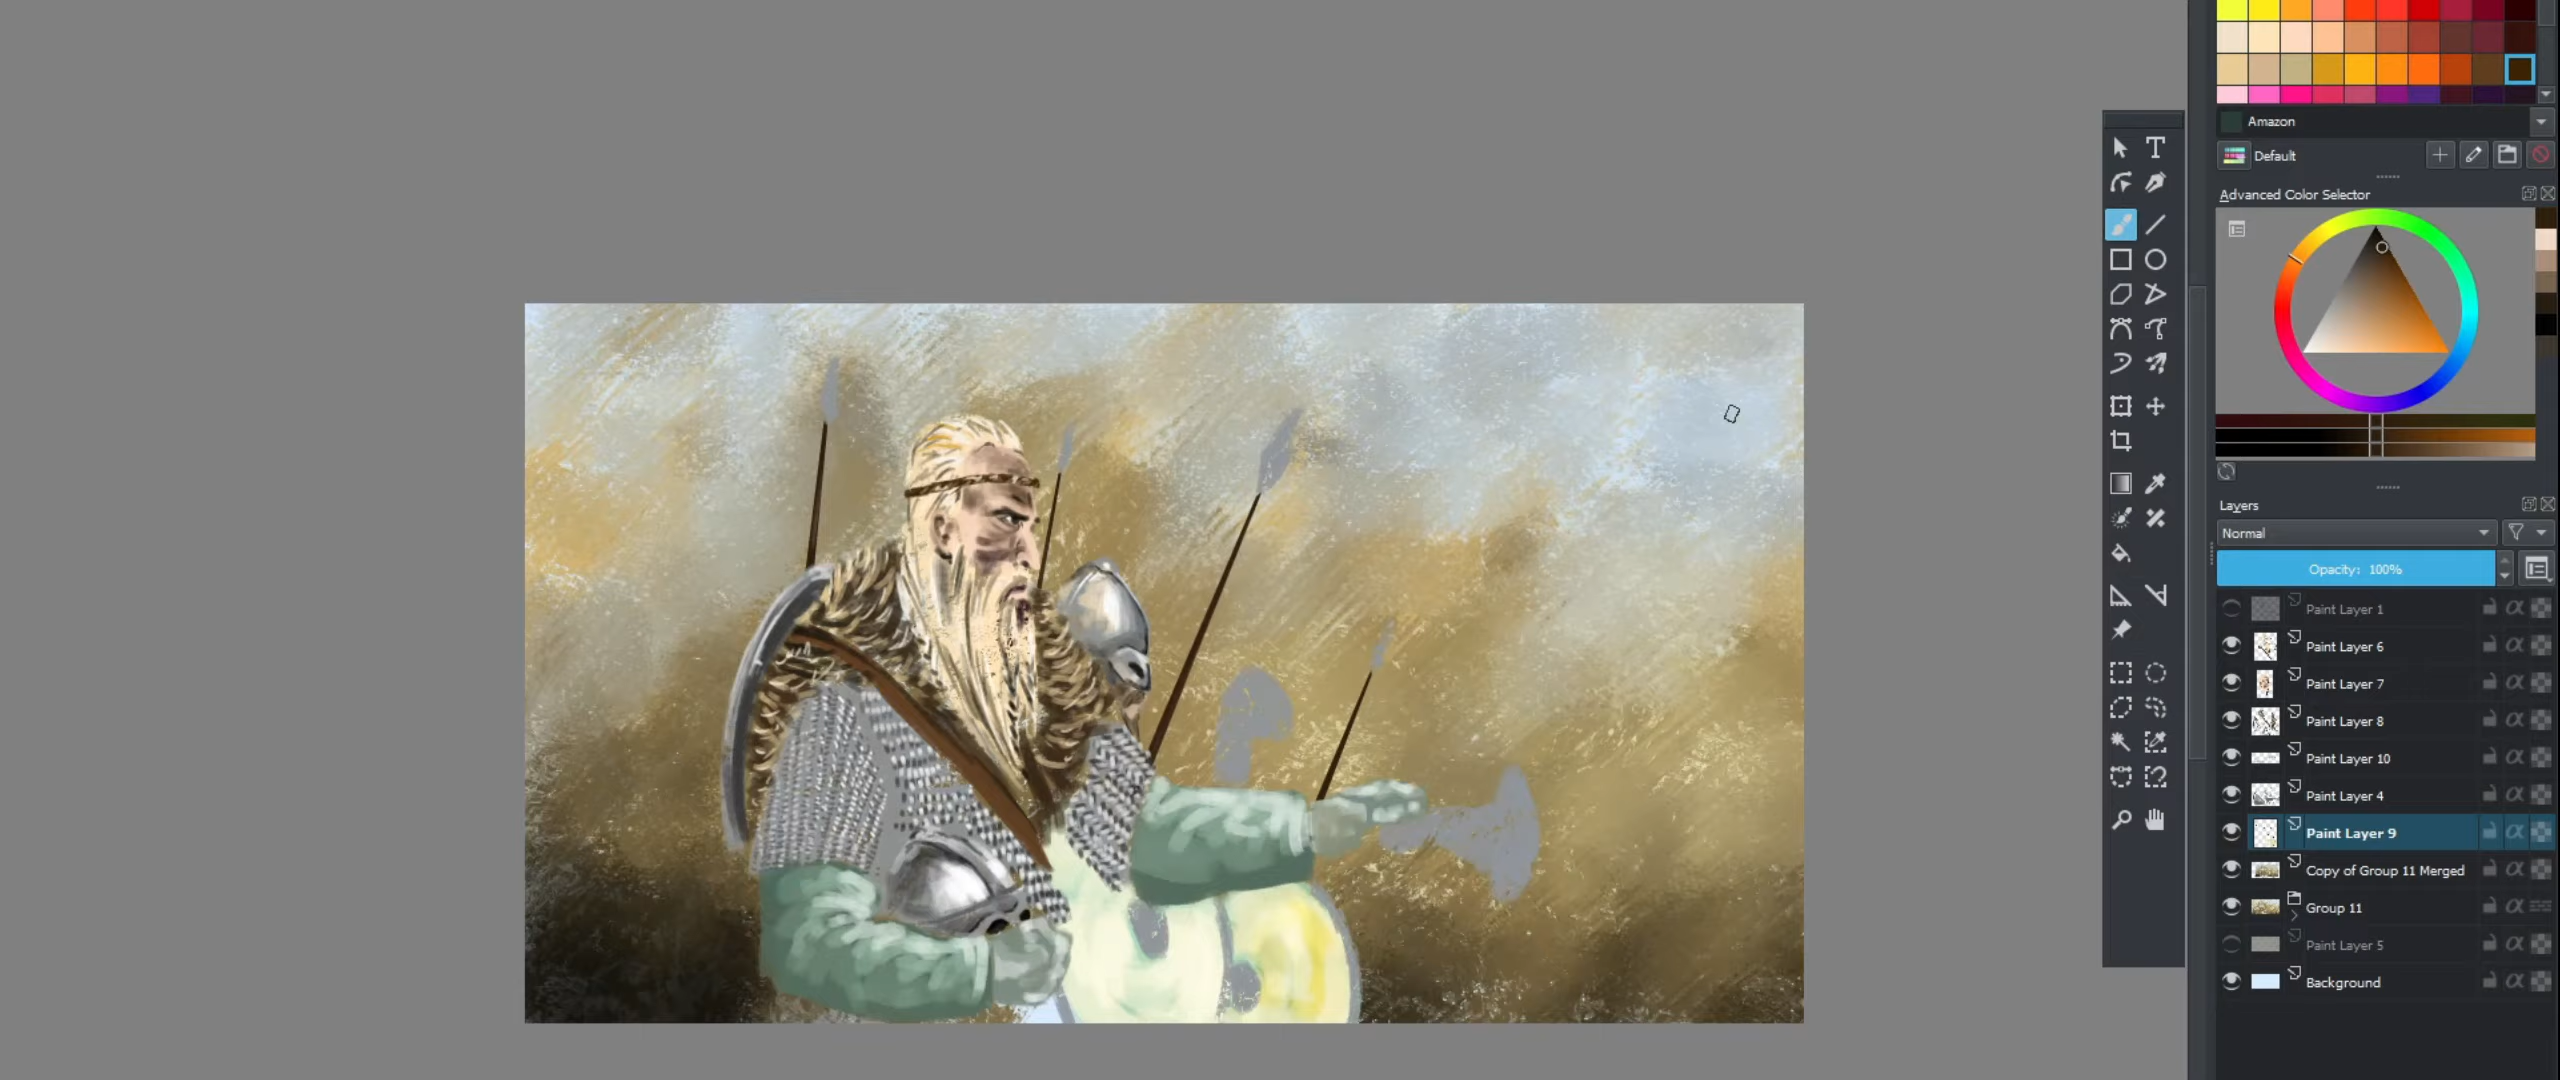 Amazon
Default
Advanced Color Selector
Layers
Normal
Opacity: 100%
Paint Layer 1
Paint Layer 6
Paint Layer 7
Paint Layer 8
Paint Layer 10
Paint Layer 4
Paint Layer 9
Copy of Group 11 Merged
Group 11
Paint Layer 5
Background